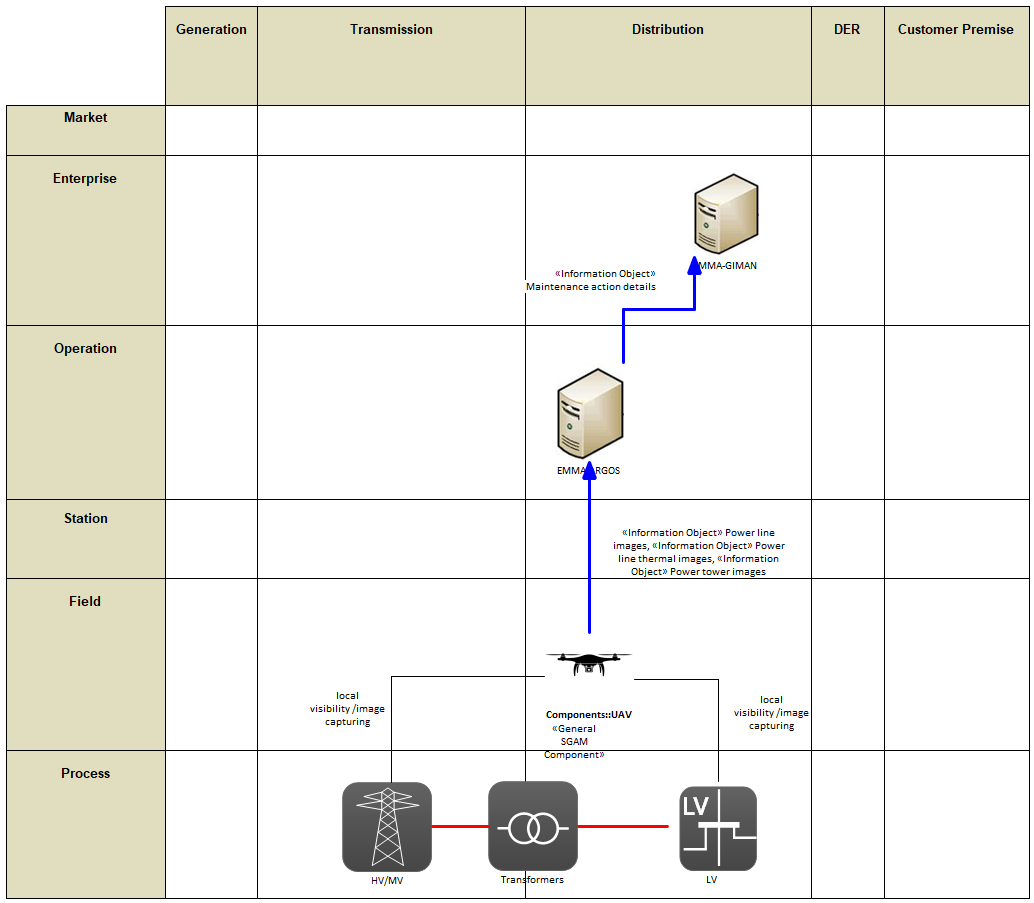 Generation
Transmission
Distribution
DER
Customer Premise
Market
Enterprise
MMA-GIMAN
«Information Object»
Maintenance action details
Operation
EMMA RGOS
Station
«Information Object» Power line
images, «Information Object» Power
line thermal images, «Information
Object» Power tower images
Field
local
visibility /image
capturing
Components::UAV
«General
SGAM
Component»
local
visibility /image
capturing
Process
LV
HV/MV
Transformers
LV